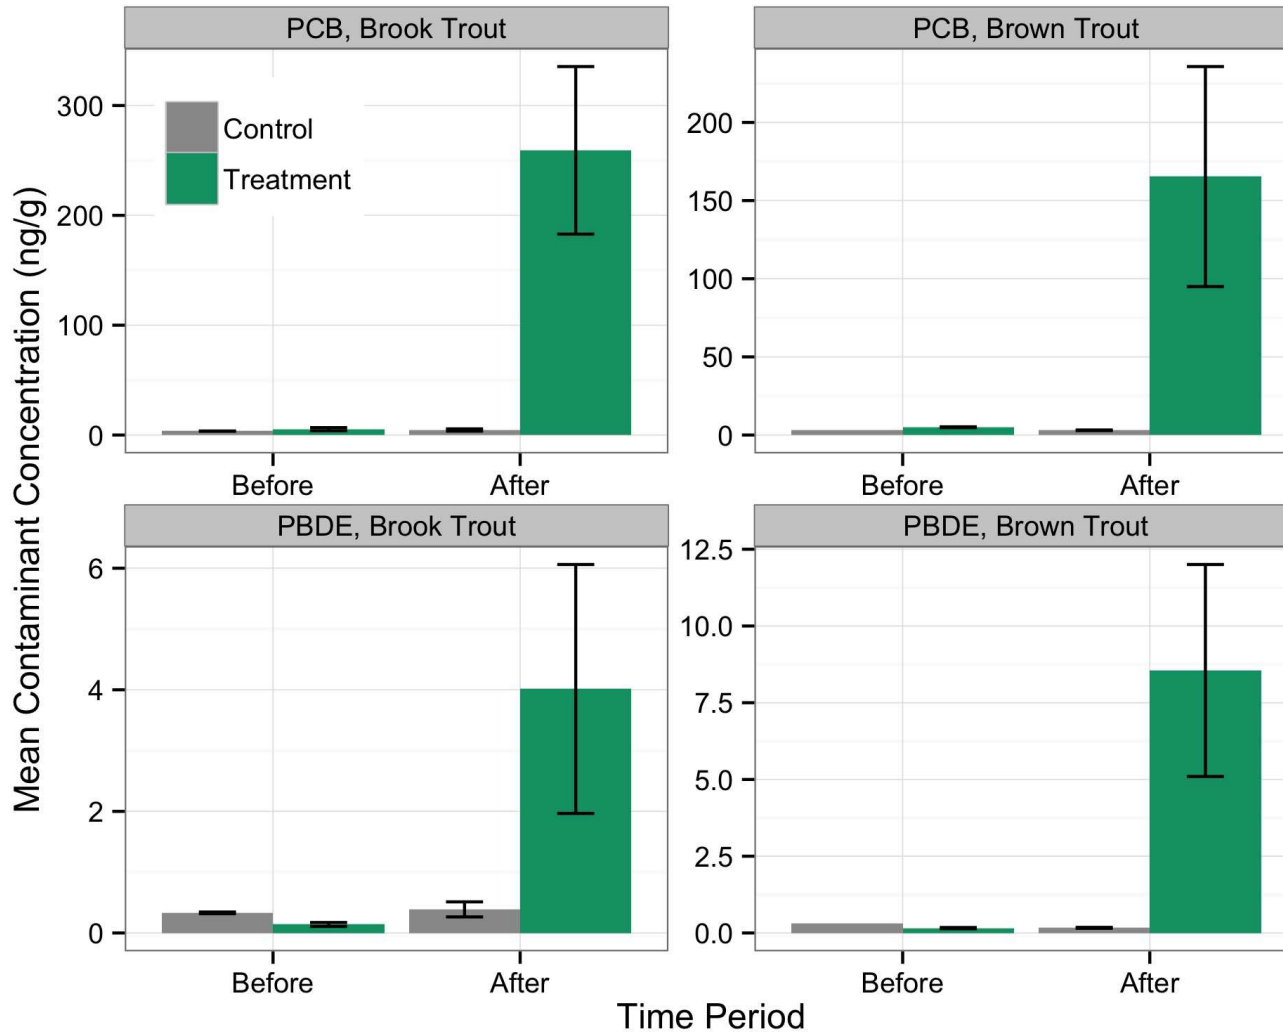 PCB, Brook Trout
PCB, Brown Trout
Control
Treatment
300
200
100
0
200
150
100
50
0
Before
After
Before
After
PBDE, Brook Trout
PBDE, Brown Trout
6
4
2
0
12.5
10.0
7.5
5.0
2.5
0.0
Before
After
Before
After
Mean Contaminant Concentration (ng/g)
Time Period